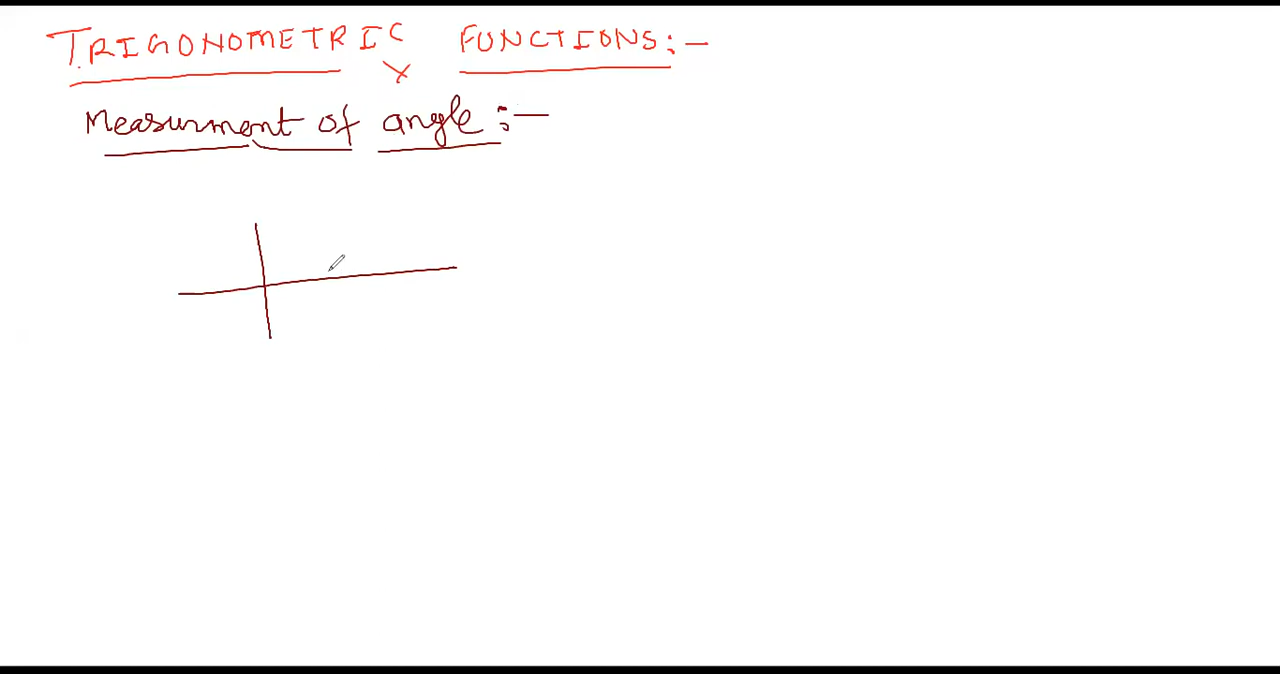 TRIGONOMETRIC FUNCTIONS :-
Measurment of angle :-